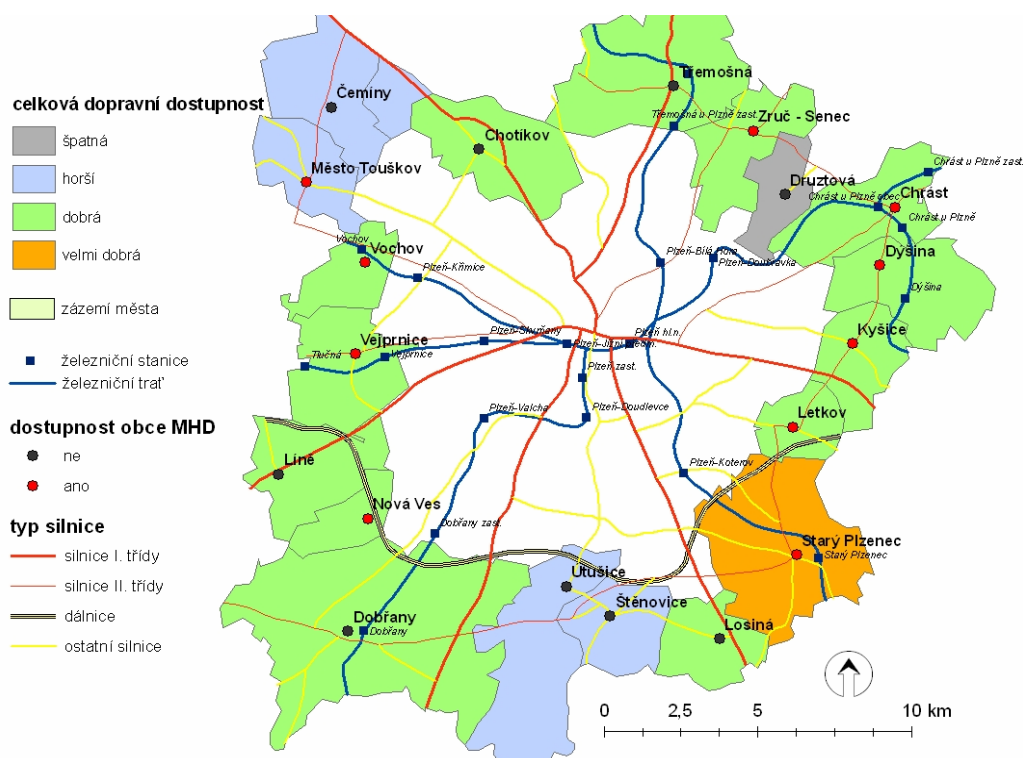 celková dopravní dostupnost
špatná
horší
dobrá
velmi dobrá
zázemí města
železniční stanice
železniční trať
dostupnost obce MHD
ne
ano
typ silnice
silnice I. třídy
silnice II. třídy
dálnice
ostatní silnice
Třemošná
Čemíny
Třemošná u Plzně zast.
Zruč - Senec
Chotíkov
Chrást u Plzně zast.
Město Touškov
Druztová
Chrást u Plzně obec
Chrást
Chrást u Plzně
Vochov
Vochov
Plzeň-Bílá Hora
Dýšina
Plzeň-Křimice
Plzeň-Doubravka
Dýšina
Plzeň-Skvrňany
Plzeň hl.n.
Kyšice
Vejprnice
Plzeň-Jižní předm.
Tlučná
Vejprnice
Plzeň zast.
Plzeň-Valcha
Plzeň-Doudlevce
Letkov
Líně
Plzeň-Koterov
Nová Ves
Dobřany zast.
Starý Plzenec
Starý Plzenec
Útušice
Štěnovice
Dobřany
Dobřany
Losiná
0 2,5 5 10 km